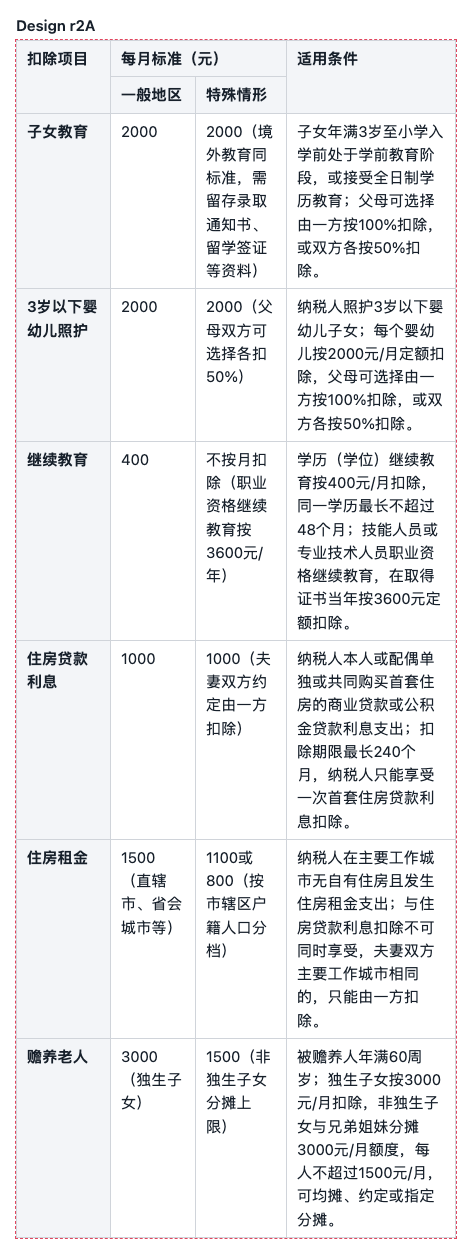 Design r2A
扣除项目
每月标准（元）
适用条件
一般地区
特殊情形
子女教育
2000
2000（境
外教育同
标准，需
留存录取
通知书、
留学签证
等资料）
子女年满3岁至小学入
学前处于学前教育阶
段，或接受全日制学
历教育；父母可选择
由一方按100%扣除，
或双方各按50%扣
除。
3岁以下婴
幼儿照护
2000
2000（父
母双方可
选择各扣
50%）
纳税人照护3岁以下婴
幼儿子女；每个婴幼
儿按2000元/月定额扣
除，父母可选择由一
方按100%扣除，或双
方各按50%扣除。
继续教育
400
不按月扣
除（职业
资格继续
教育按
3600元/
年）
学历（学位）继续教
育按400元/月扣除，
同一学历最长不超过
48个月；技能人员或
专业技术人员职业资
格继续教育，在取得
证书当年按3600元定
额扣除。
住房贷款
利息
1000
1000（夫
妻双方约
定由一方
扣除）
纳税人本人或配偶单
独或共同购买首套住
房的商业贷款或公积
金贷款利息支出；扣
除期限最长240个
月，纳税人只能享受
一次首套住房贷款利
息扣除。
住房租金
1500
（直辖
市、省会
城市等）
1100或
800（按
市辖区户
籍人口分
档）
纳税人在主要工作城
市无自有住房且发生
住房租金支出；与住
房贷款利息扣除不可
同时享受，夫妻双方
主要工作城市相同
的，只能由一方扣
除。
赡养老人
3000
（独生子
女）
1500（非
独生子女
分摊上
限）
被赡养人年满60周
岁；独生子女按3000
元/月扣除，非独生子
女与兄弟姐妹分摊
3000元/月额度，每
人不超过1500元/月，
可均摊、约定或指定
分摊。